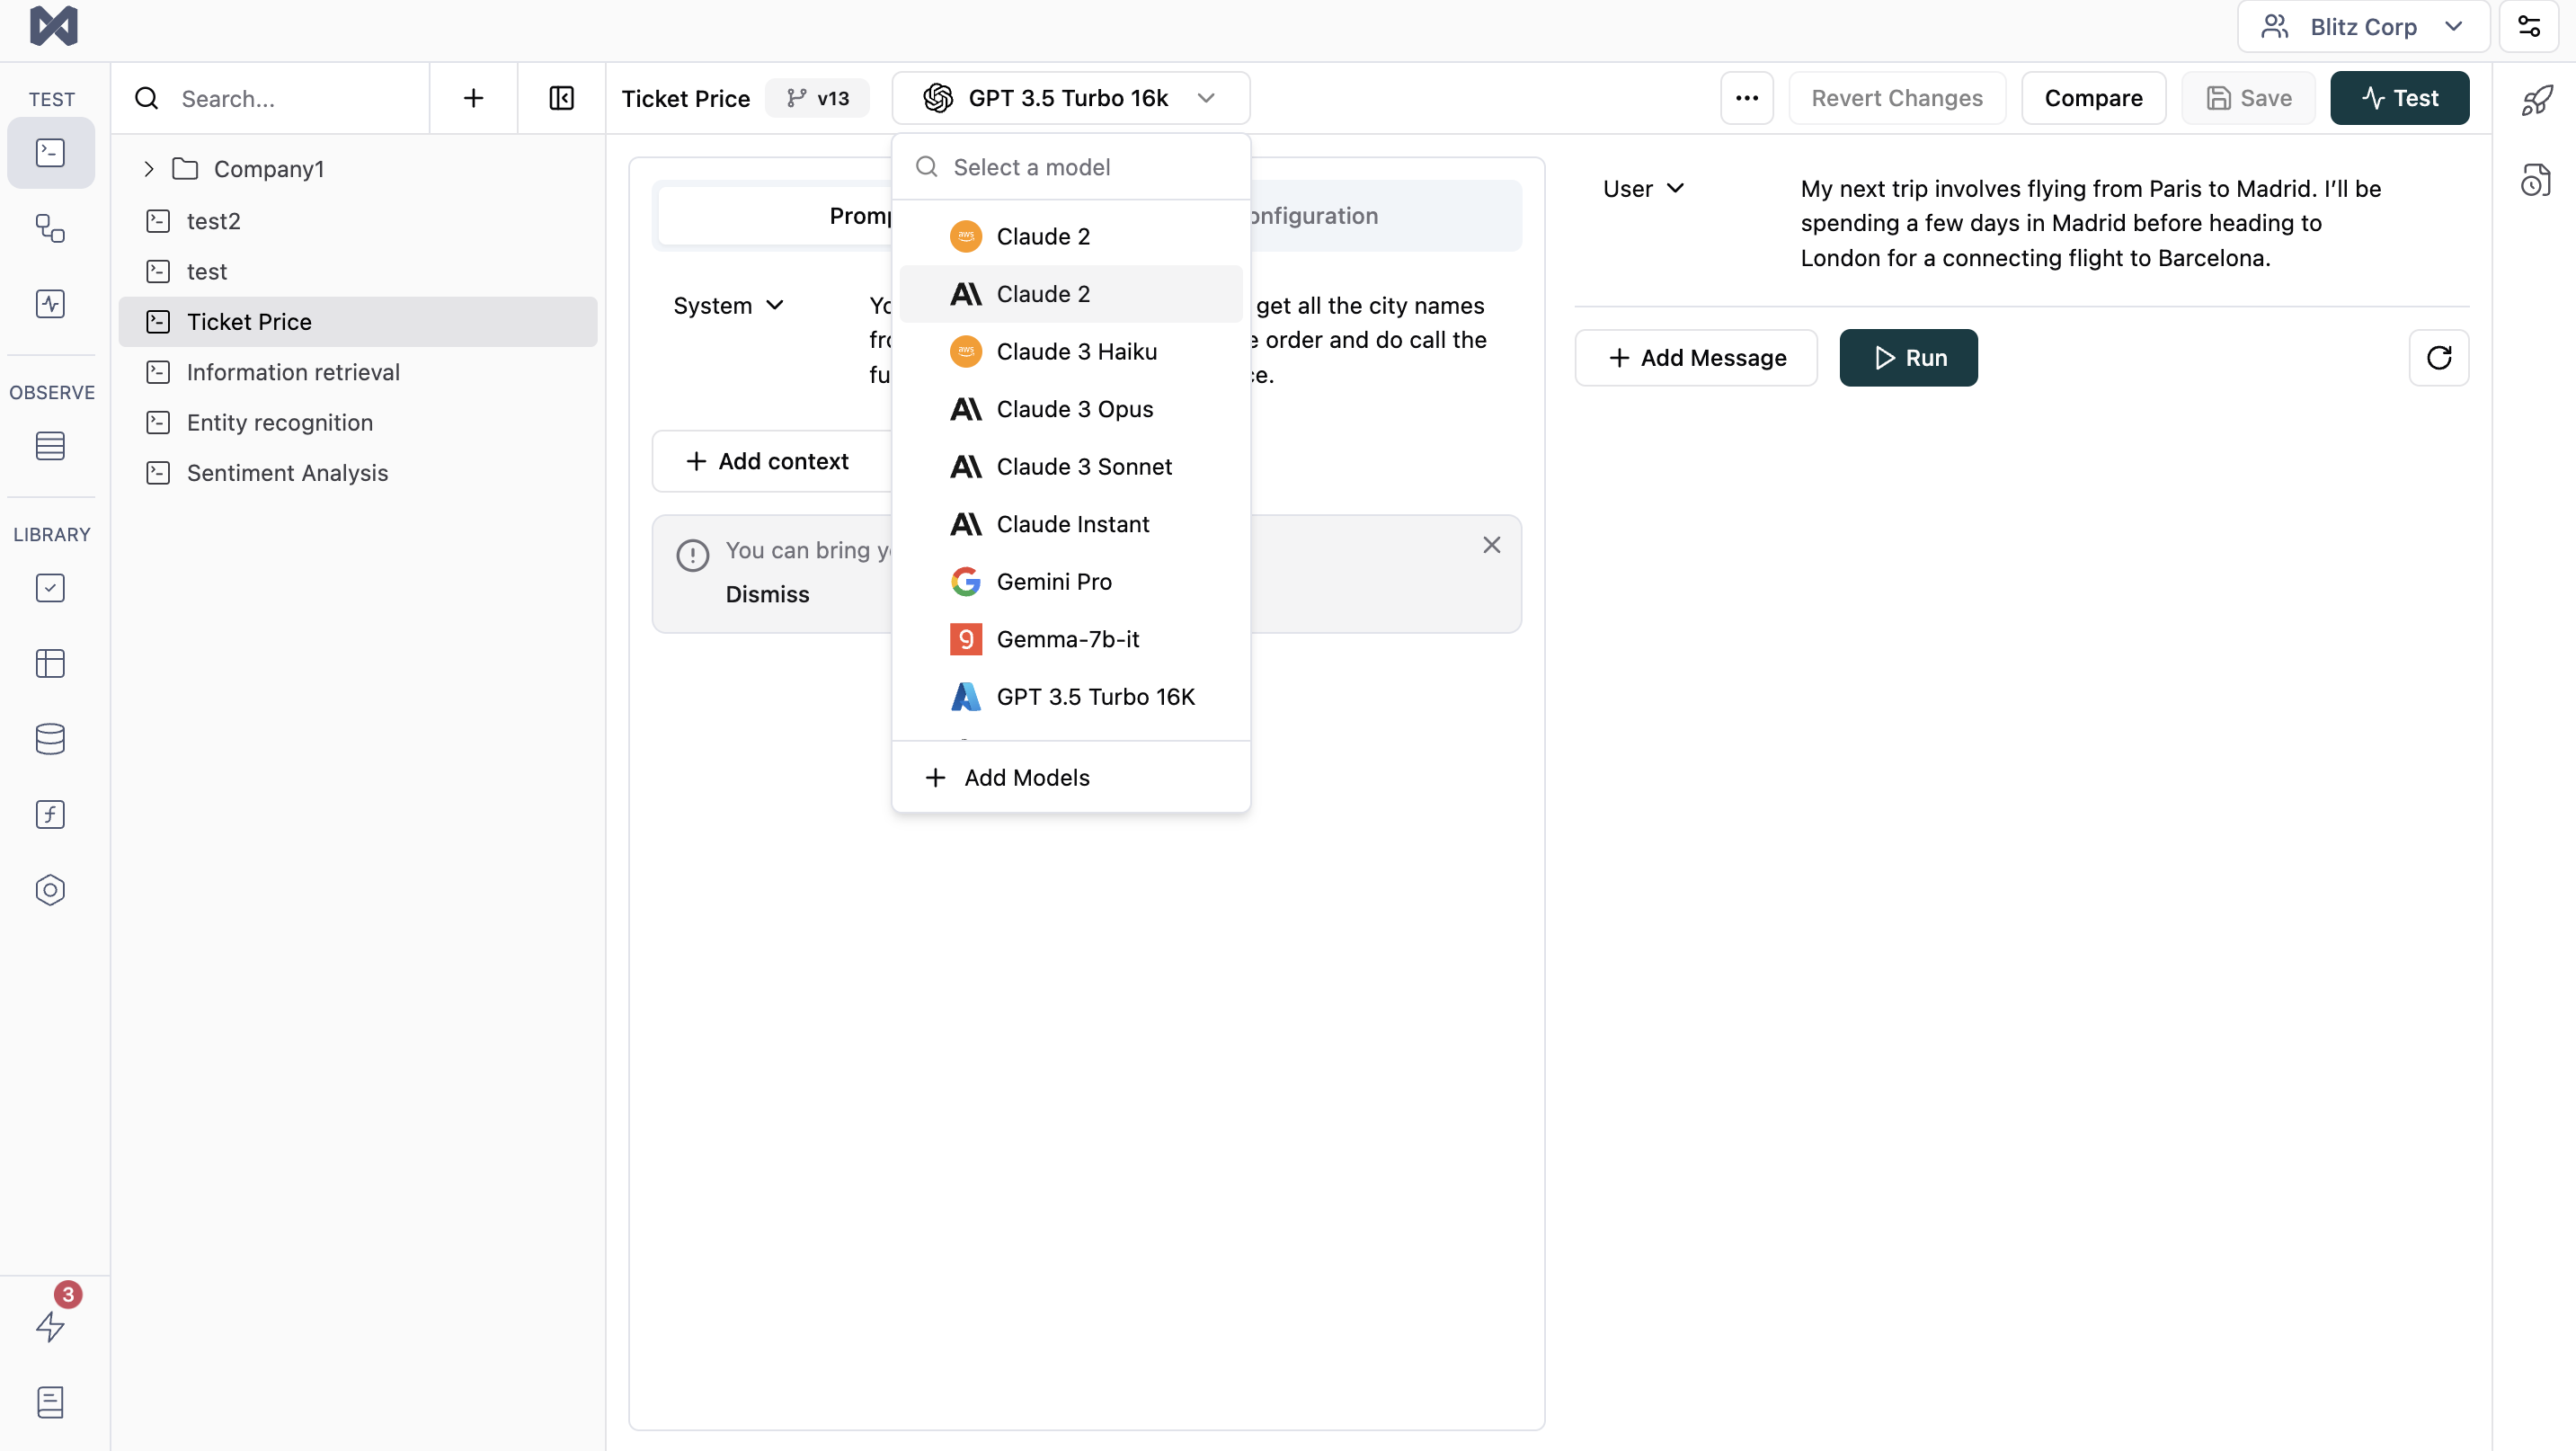 Blitz Corp
TEST
Search...
Ticket Price
v13
GPT 3.5 Turbo 16k
Revert Changes
Compare
Save
Test
Company1
test2
test
Ticket Price
Information retrieval
Entity recognition
Sentiment Analysis
OBSERVE
LIBRARY
3
Select a model
aws Claude 2
Claude 2
aws Claude 3 Haiku
Claude 3 Opus
Claude 3 Sonnet
Claude Instant
Gemini Pro
g Gemma-7b-it
GPT 3.5 Turbo 16K
Add Models
System
get all the city names
order and do call the
Add context
You can bring
Dismiss
User
My next trip involves flying from Paris to Madrid. I’ll be
spending a few days in Madrid before heading to
London for a connecting flight to Barcelona.
Add Message
Run